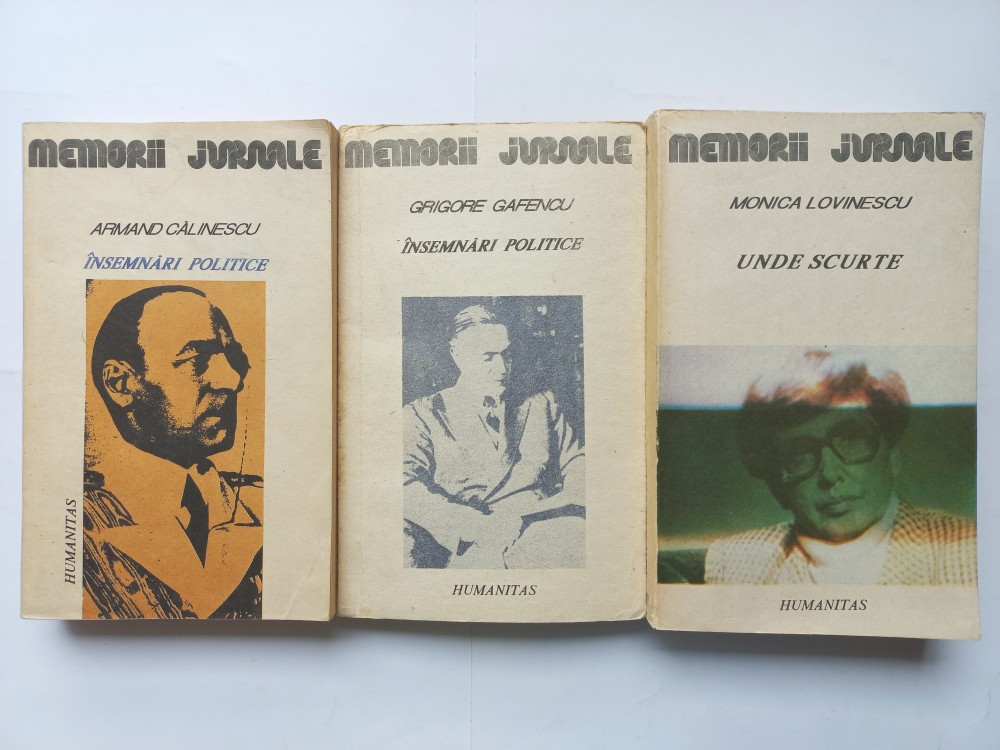 MEMORII JURNALE
ARMAND CĂLINESCU
ÎNSEMNĂRI POLITICE
HUMANITAS
MEMORII JURNALE
GRIGORE GAFENCU
ÎNSEMNĂRI POLITICE
HUMANITAS
MEMORII JURNALE
MONICA LOVINESCU
UNDE SCURTE
HUMANITAS